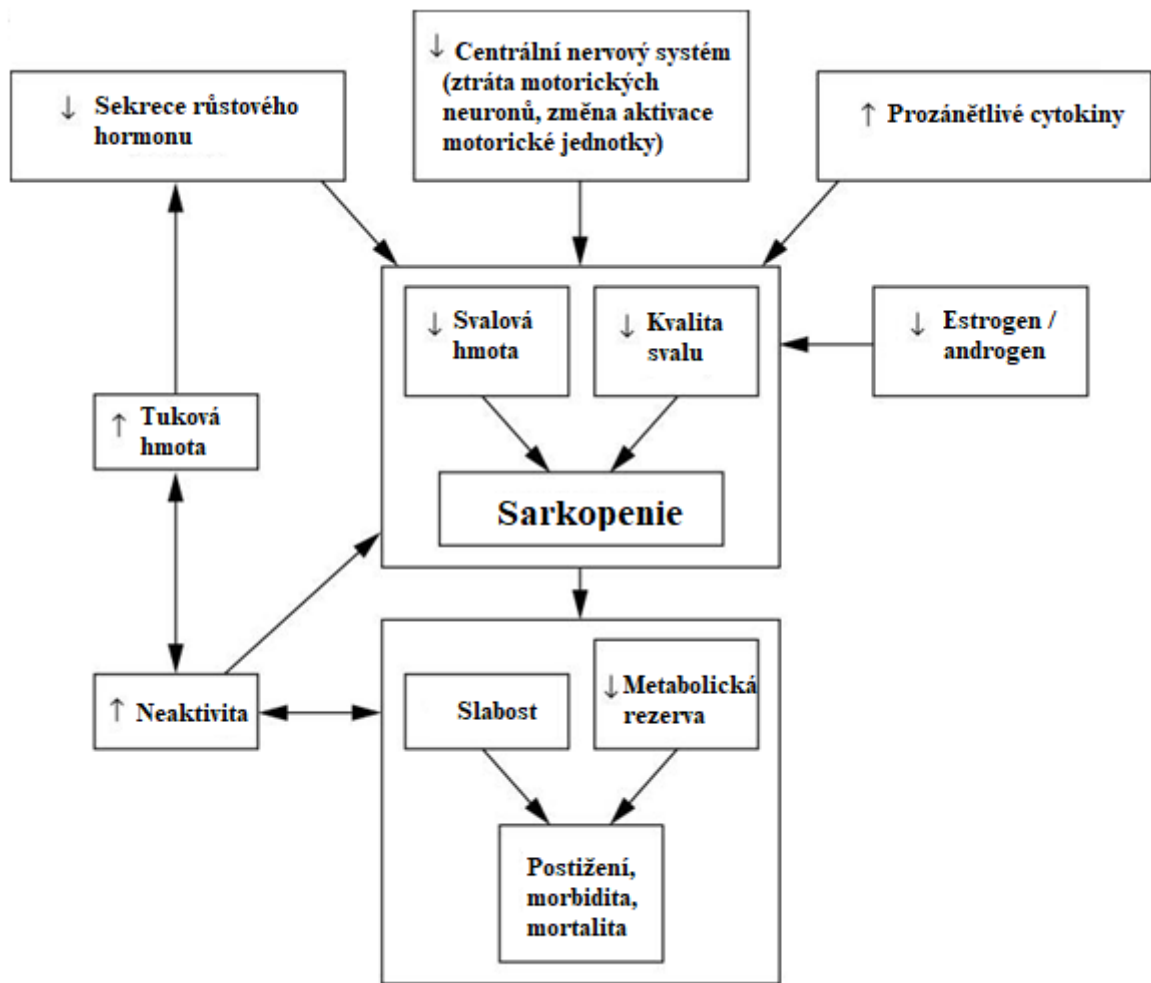 ↓ Centrální nervový systém
(ztráta motorických
neuronů, změna aktivace
motorické jednotky)
↓ Sekrece růstového
hormonu
↑ Prozánětlivé cytokiny
↓ Svalová
hmota
↓ Kvalita
svalu
↓ Estrogen /
androgen
↑ Tuková
hmota
Sarkopenie
↑ Neaktivita
Slabost
↓ Metabolická
rezerva
Postižení,
morbidita,
mortalita